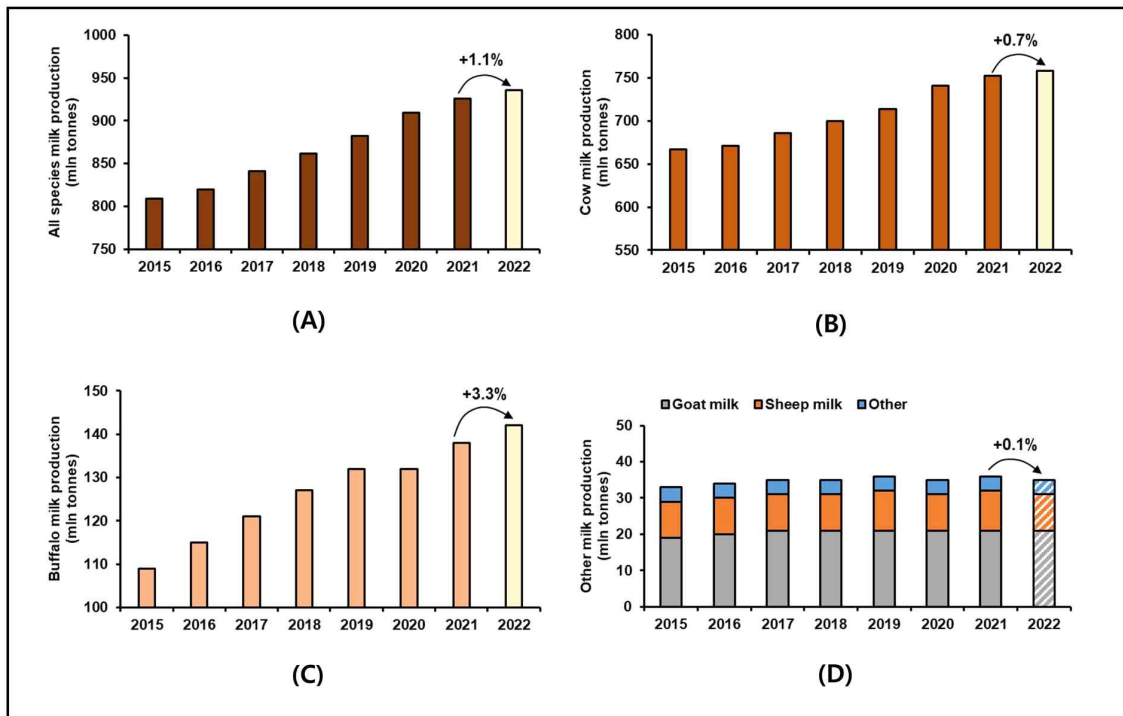 All species milk production
(mln tonnes)
1000
950
900
850
800
750
+1.1%
2015 2016 2017 2018 2019 2020 2021 2022
(A)
Cow milk production
(mln tonnes)
800
750
700
650
600
550
+0.7%
2015 2016 2017 2018 2019 2020 2021 2022
(B)
Buffalo milk production
(mln tonnes)
150
140
130
120
110
100
+3.3%
2015 2016 2017 2018 2019 2020 2021 2022
(C)
Goat milk Sheep milk Other
Other milk production
(mln tonnes)
50
40
30
20
10
0
+0.1%
2015 2016 2017 2018 2019 2020 2021 2022
(D)